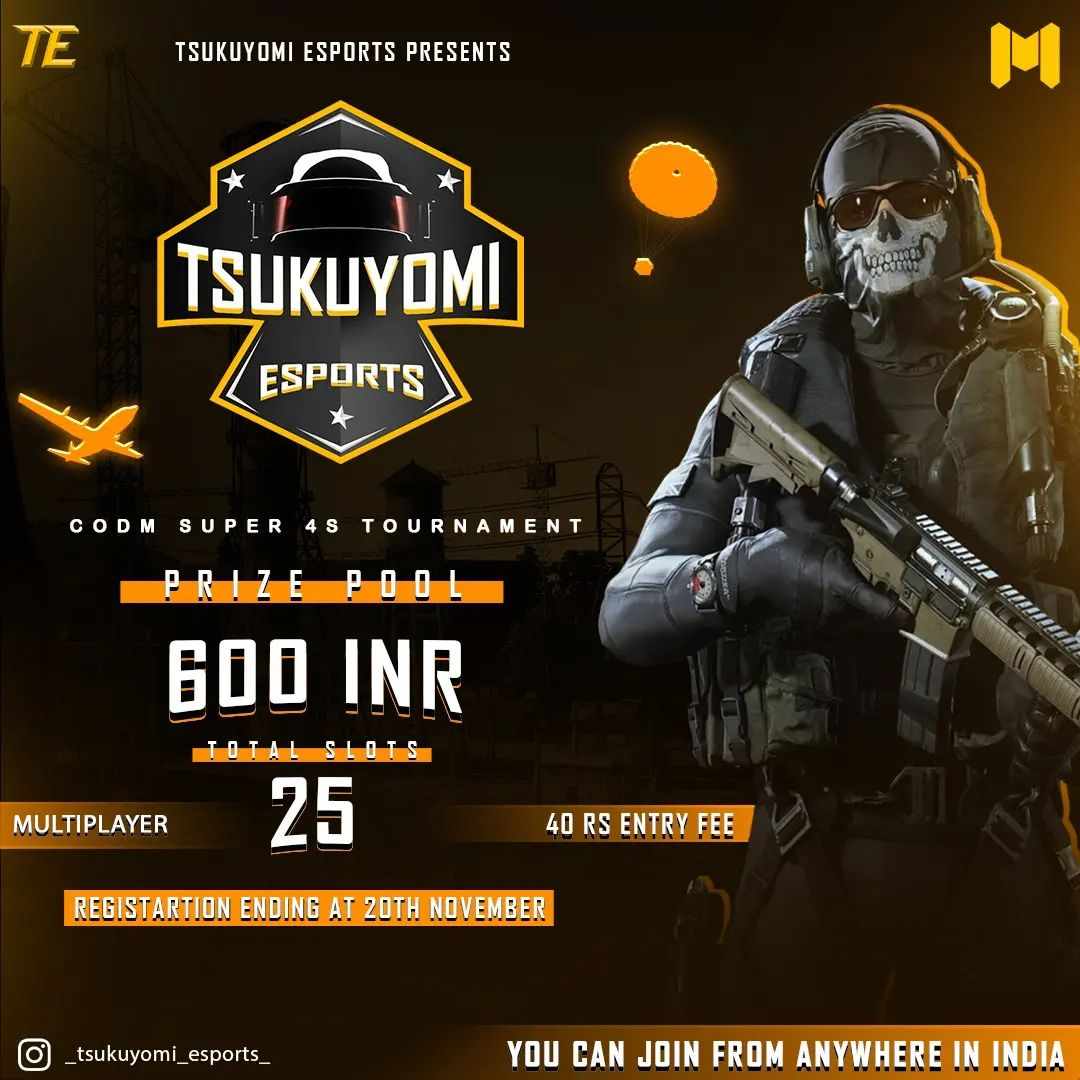 TE
TSUKUYOMI ESPORTS PRESENTS
TSUKUYOMI
ESPORTS
CODM SUPER 4S TOURNAMENT
PRIZE POOL
600 INR
TOTAL SLOTS
25
MULTIPLAYER
40 RS ENTRY FEE
REGISTARTION ENDING AT 20TH NOVEMBER
_tsukuyomi_esports_
YOU CAN JOIN FROM ANYWHERE IN INDIA